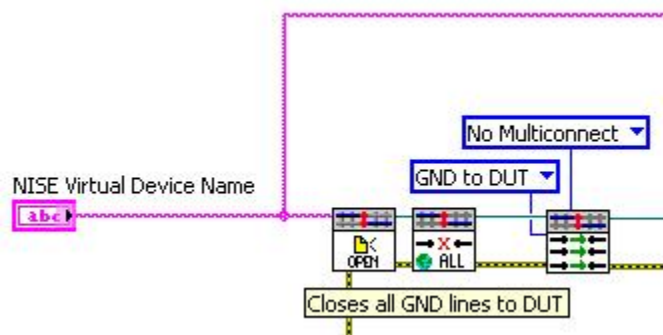 No Multiconnect
GND to DUT
NISE Virtual Device Name
abc
OPEN
ALL
Closes all GND lines to DUT